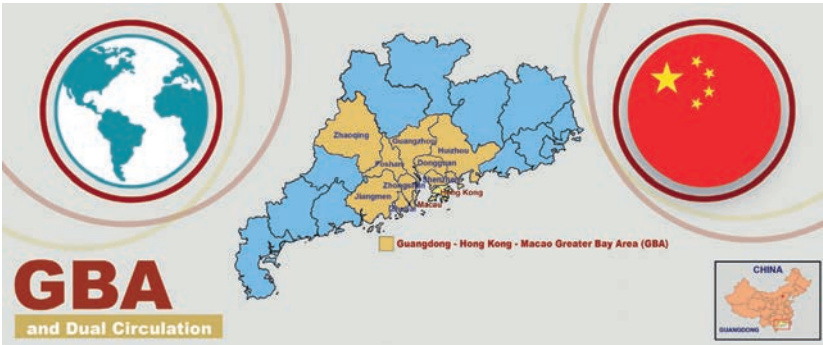 Zhaoqing
Guangzhou
Huizhou
Foshan
Dongguan
Shenzhen
Zhongshan
Hong Kong
Jiangmen
Macau
Guangdong - Hong Kong - Macao Greater Bay Area (GBA)
GBA
and Dual Circulation
CHINA
GUANGDONG